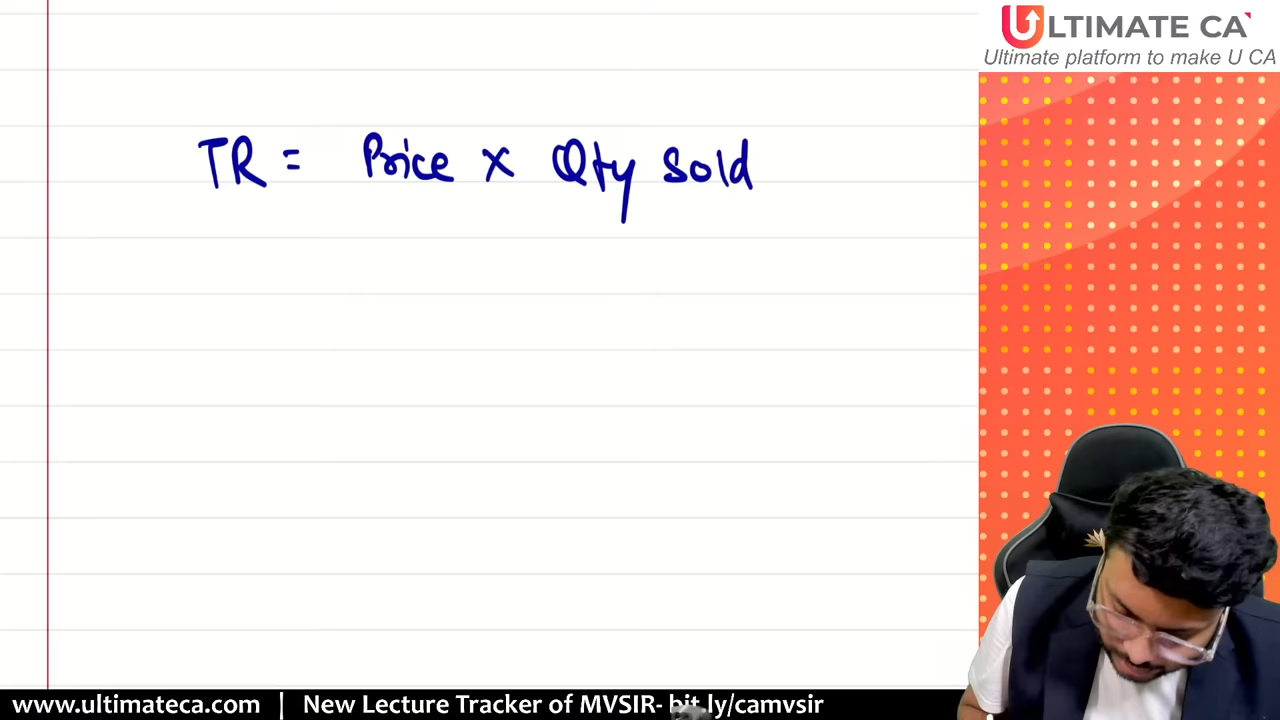 ULTIMATE CA
Ultimate platform to make U CA
TR = Price × Qty sold
www.ultimateca.com | New Lecture Tracker of MVSIR- bit.ly/camvsir